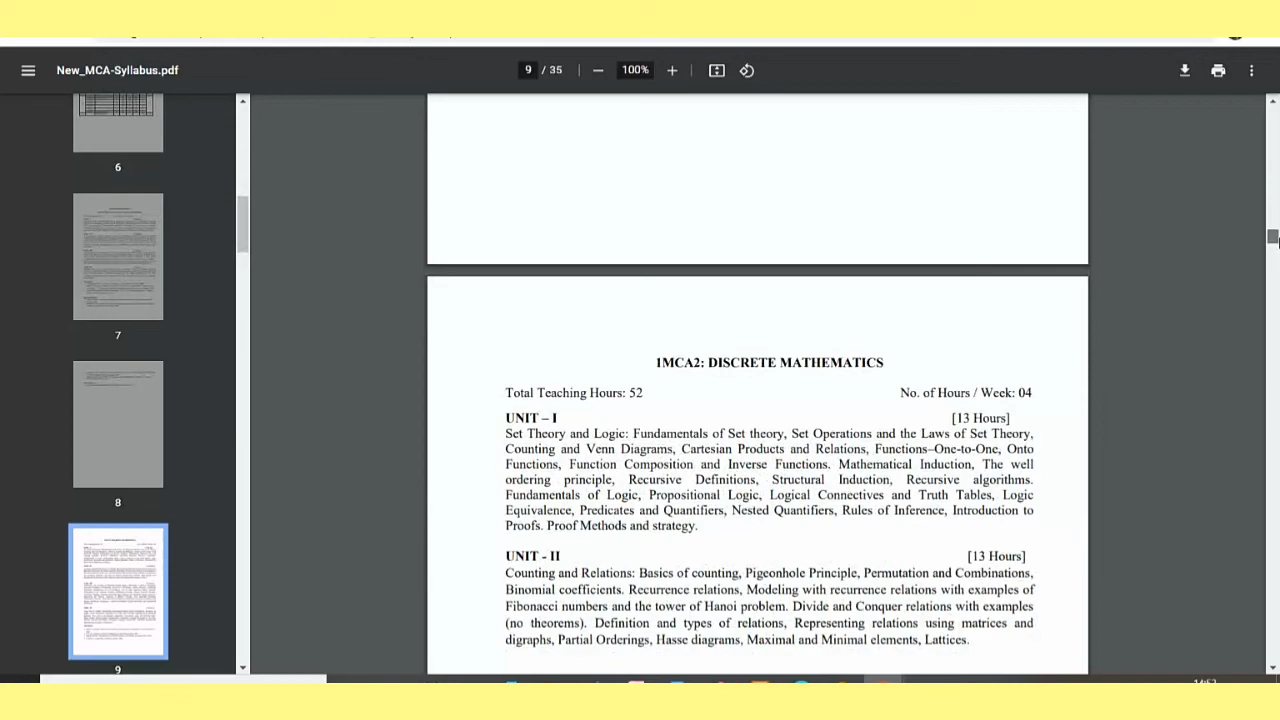 New_MCA-Syllabus.pdf
9 / 35
100%
6
7
8
9
1MCA2: DISCRETE MATHEMATICS
Total Teaching Hours: 52 No. of Hours / Week: 04
UNIT – I [13 Hours]
Set Theory and Logic: Fundamentals of Set theory, Set Operations and the Laws of Set Theory,
Counting and Venn Diagrams, Cartesian Products and Relations, Functions–One-to-One, Onto
Functions, Function Composition and Inverse Functions. Mathematical Induction, The well
ordering principle, Recursive Definitions, Structural Induction, Recursive algorithms.
Fundamentals of Logic, Propositional Logic, Logical Connectives and Truth Tables, Logic
Equivalence, Predicates and Quantifiers, Nested Quantifiers, Rules of Inference, Introduction to
Proofs. Proof Methods and strategy.
UNIT - II [13 Hours]
Counting and Relations: Basics of counting, Pigeonhole Principle, Permutation and Combinations,
Binomial coefficients. Recurrence relations, Modeling with recurrence relations with examples of
Fibonacci numbers and the tower of Hanoi problem. Divide and Conquer relations with examples
(no theorems). Definition and types of relations, Representing relations using matrices and
digraphs, Partial Orderings, Hasse diagrams, Maximal and Minimal elements, Lattices.